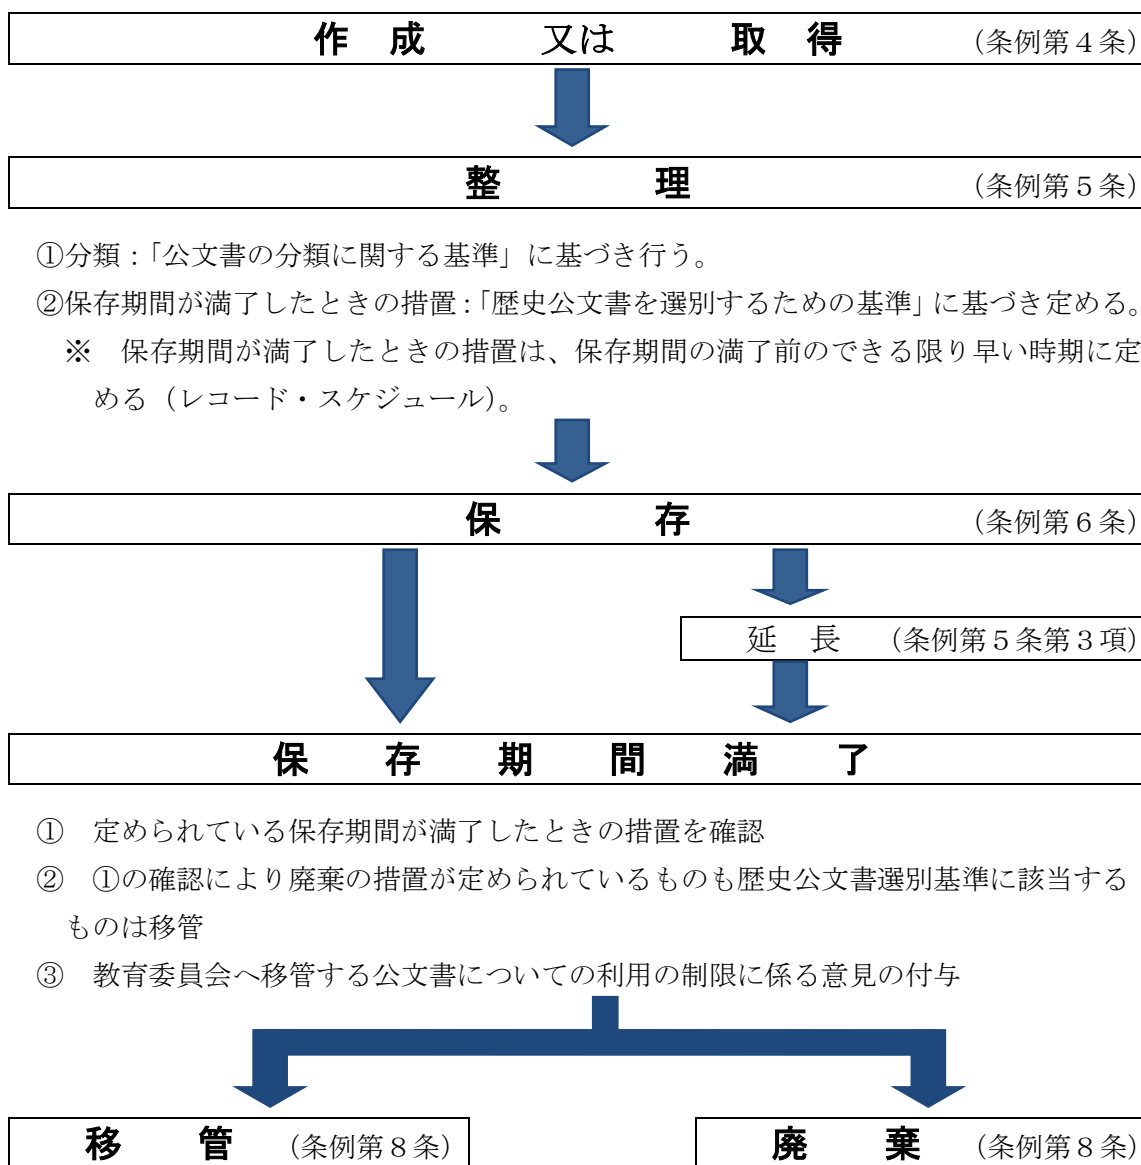 作　成　　又は　　取　得　　（条例第４条）
整　　　理　　（条例第５条）
①分類：「公文書の分類に関する基準」に基づき行う。
②保存期間が満了したときの措置：「歴史公文書を選別するための基準」に基づき定める。
※　保存期間が満了したときの措置は、保存期間の満了前のできる限り早い時期に定
める（レコード・スケジュール）。
保　　　存　　（条例第６条）
延　長　（条例第５条第３項）
保　存　期　間　満　了
①　定められている保存期間が満了したときの措置を確認
②　①の確認により廃棄の措置が定められているものも歴史公文書選別基準に該当する
ものは移管
③　教育委員会へ移管する公文書についての利用の制限に係る意見の付与
移　　管　（条例第８条）
廃　　棄　（条例第８条）